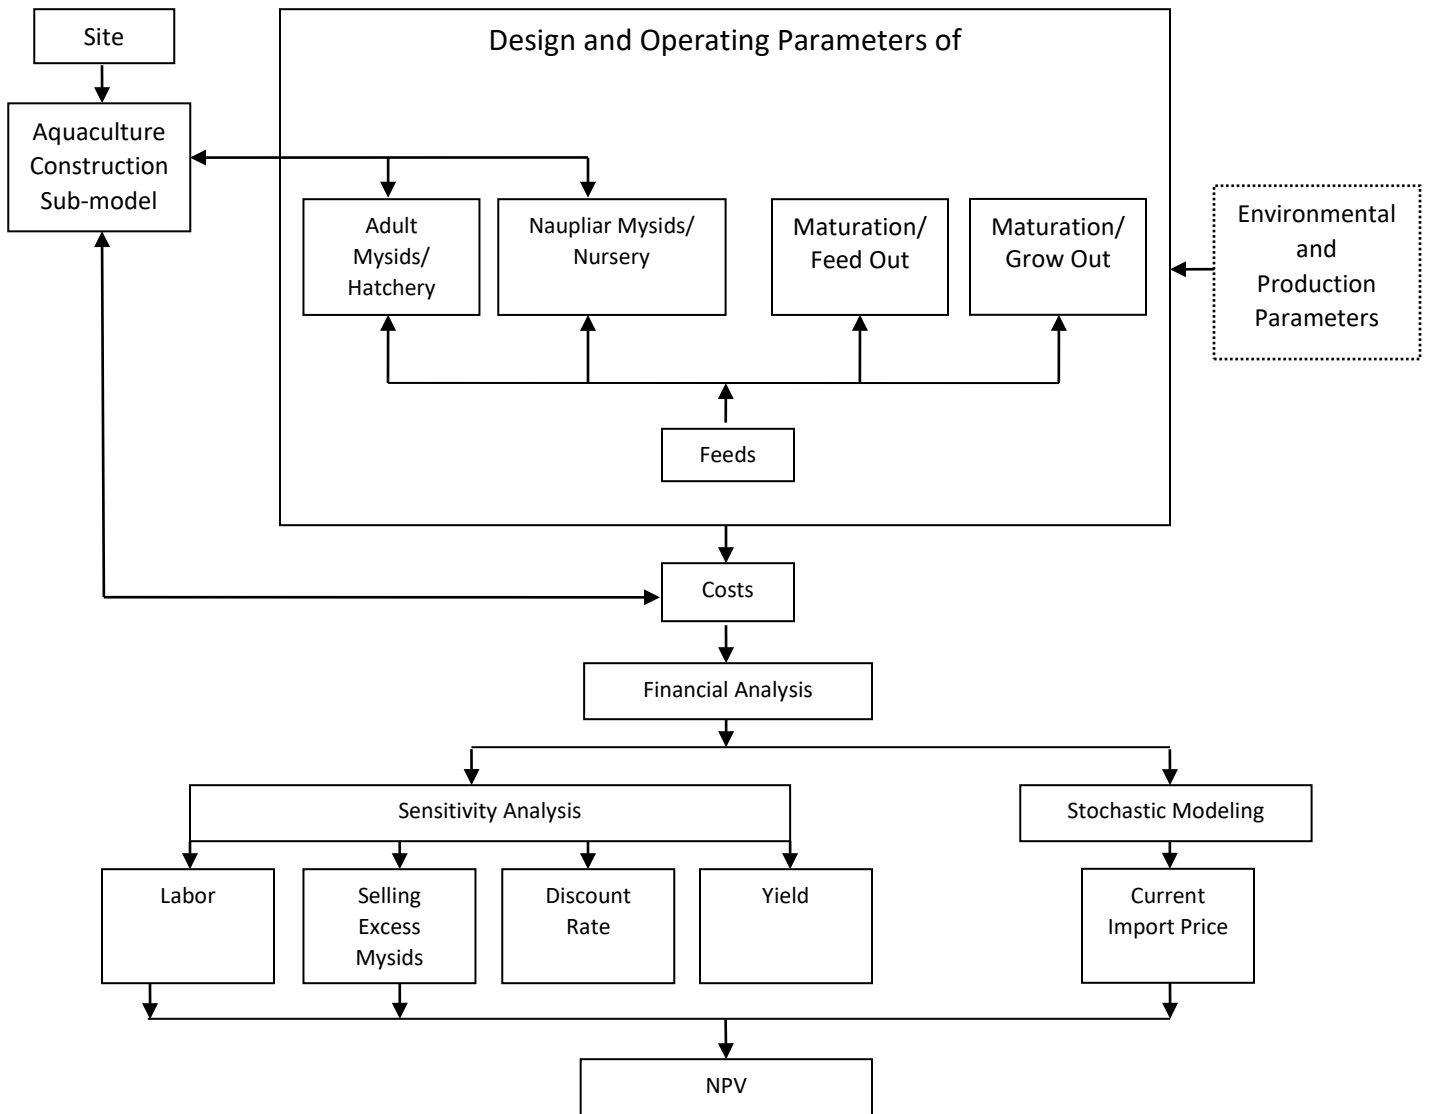 Site
Design and Operating Parameters of
Aquaculture
Construction
Sub-model
Adult
Mysids/
Hatchery
Naupliar Mysids/
Nursery
Maturation/
Feed Out
Maturation/
Grow Out
Environmental
and
Production
Parameters
Feeds
Costs
Financial Analysis
Sensitivity Analysis
Stochastic Modeling
Labor
Selling
Excess
Mysids
Discount
Rate
Yield
Current
Import Price
NPV